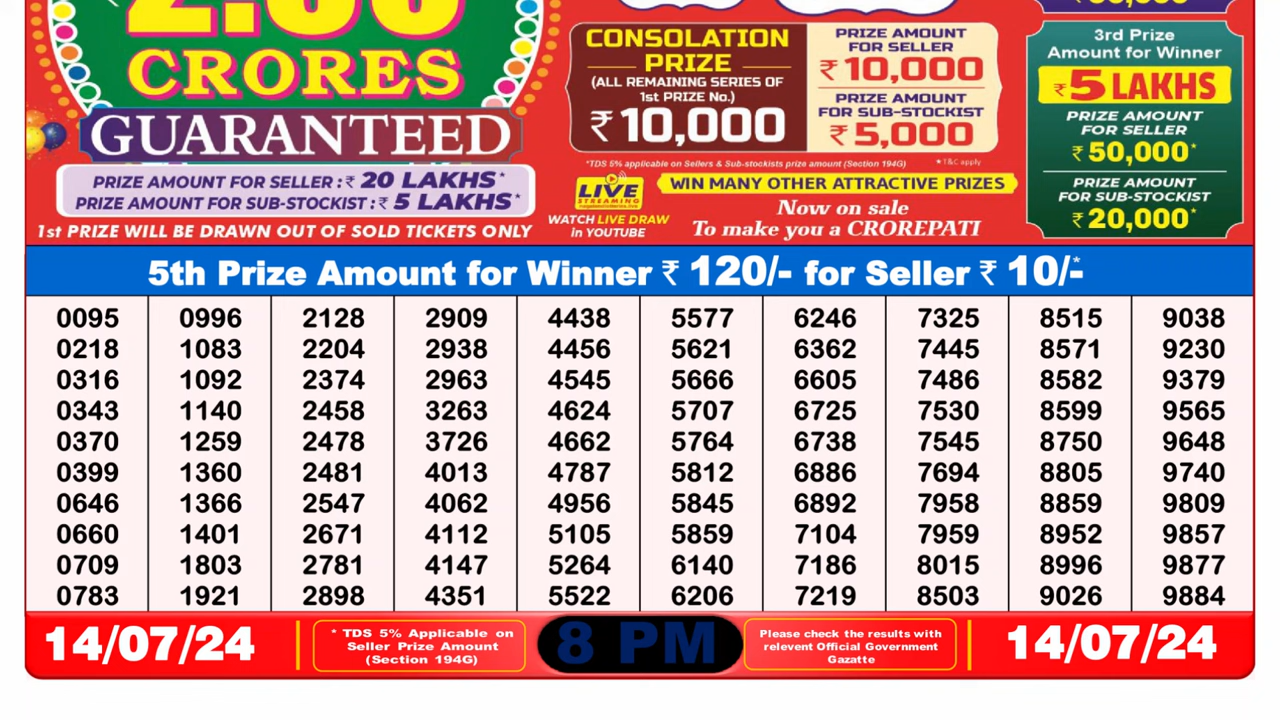 CRORES
GUARANTEED
PRIZE AMOUNT FOR SELLER : ₹ 20 LAKHS*
PRIZE AMOUNT FOR SUB-STOCKIST : ₹ 5 LAKHS*
1st PRIZE WILL BE DRAWN OUT OF SOLD TICKETS ONLY
CONSOLATION
PRIZE
(ALL REMAINING SERIES OF
1st PRIZE No.)
₹10,000
PRIZE AMOUNT
FOR SELLER
₹10,000
PRIZE AMOUNT
FOR SUB-STOCKIST
₹5,000
*TDS 5% applicable on Sellers & Sub-stockists prize amount (Section 194G)
*T&C apply
LIVE
STREAMING
WATCH LIVE DRAW
in YOUTUBE
WIN MANY OTHER ATTRACTIVE PRIZES
Now on sale
To make you a CROREPATI
3rd Prize
Amount for Winner
₹5 LAKHS
PRIZE AMOUNT
FOR SELLER
₹50,000*
PRIZE AMOUNT
FOR SUB-STOCKIST
₹20,000*
5th Prize Amount for Winner ₹ 120/- for Seller ₹ 10/-*
0095 0996 2128 2909 4438 5577 6246 7325 8515 9038
0218 1083 2204 2938 4456 5621 6362 7445 8571 9230
0316 1092 2374 2963 4545 5666 6605 7486 8582 9379
0343 1140 2458 3263 4624 5707 6725 7530 8599 9565
0370 1259 2478 3726 4662 5764 6738 7545 8750 9648
0399 1360 2481 4013 4787 5812 6886 7694 8805 9740
0646 1366 2547 4062 4956 5845 6892 7958 8859 9809
0660 1401 2671 4112 5105 5859 7104 7959 8952 9857
0709 1803 2781 4147 5264 6140 7186 8015 8996 9877
0783 1921 2898 4351 5522 6206 7219 8503 9026 9884
14/07/24
* TDS 5% Applicable on
Seller Prize Amount
(Section 194G)
8 PM
Please check the results with
relevent Official Government
Gazatte
14/07/24